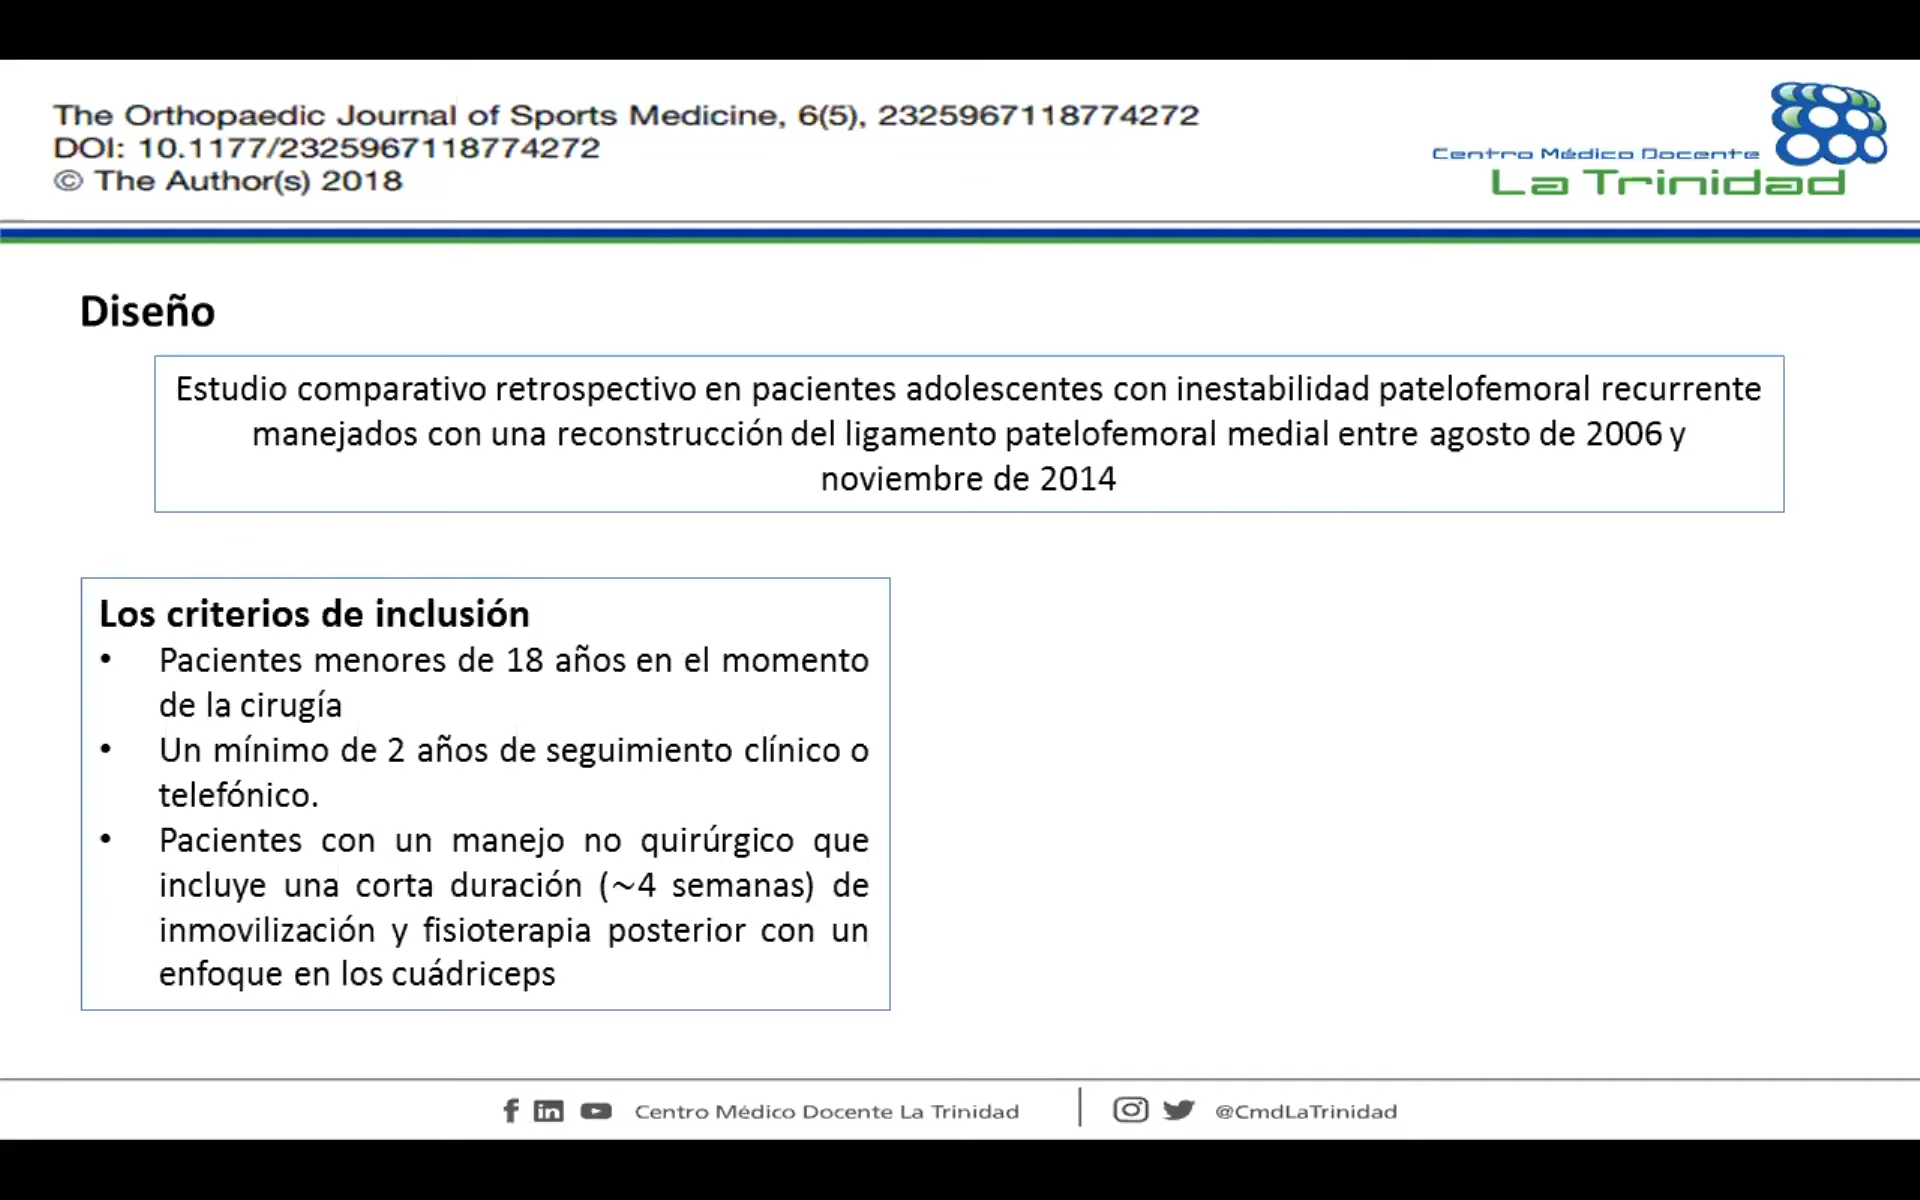 The Orthopaedic Journal of Sports Medicine, 6(5), 2325967118774272
DOI: 10.1177/2325967118774272
© The Author(s) 2018
Centro Médico Docente
La Trinidad
Diseño
Estudio comparativo retrospectivo en pacientes adolescentes con inestabilidad patelofemoral recurrente
manejados con una reconstrucción del ligamento patelofemoral medial entre agosto de 2006 y
noviembre de 2014
Los criterios de inclusión
• Pacientes menores de 18 años en el momento
de la cirugía
• Un mínimo de 2 años de seguimiento clínico o
telefónico.
• Pacientes con un manejo no quirúrgico que
incluye una corta duración (~4 semanas) de
inmovilización y fisioterapia posterior con un
enfoque en los cuádriceps
Centro Médico Docente La Trinidad
@CmdLaTrinidad